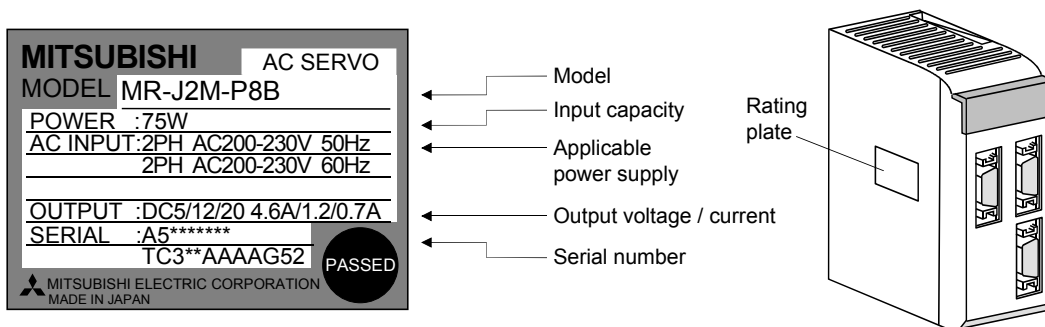 MITSUBISHI
AC SERVO
MODEL MR-J2M-P8B
POWER :75W
AC INPUT:2PH AC200-230V 50Hz
2PH AC200-230V 60Hz
OUTPUT :DC5/12/20 4.6A/1.2/0.7A
SERIAL :A5*******
TC3**AAAAG52
PASSED
MITSUBISHI ELECTRIC CORPORATION
MADE IN JAPAN
Model
Input capacity
Applicable
power supply
Output voltage / current
Serial number
Rating
plate